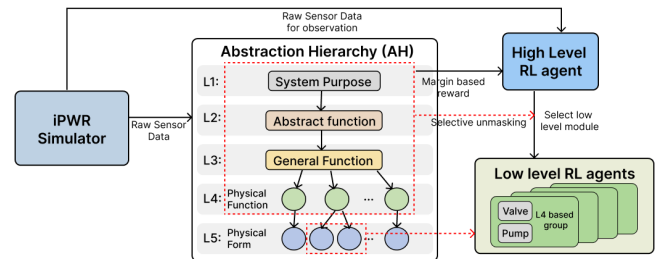 Raw Sensor Data
for observation
Abstraction Hierarchy (AH)
High Level
RL agent
L1:
System Purpose
Margin based
reward
iPWR
Simulator
Raw Sensor
Data
L2:
Abstract function
Selective unmasking
Select low
level module
L3:
General Function
Low level RL agents
L4:
Physical
Function
...
Valve
Pump
L4 based
group
L5:
Physical
Form
...